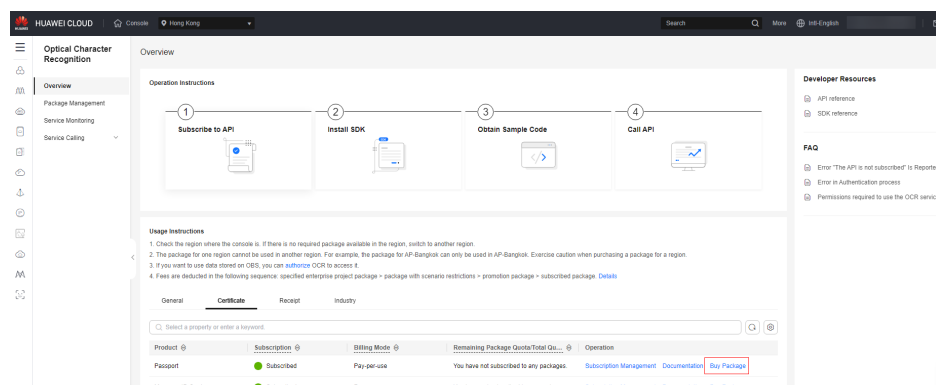 HUAWEI
HUAWEI CLOUD
Console
Hong Kong
Search
More
Intl-English
Optical Character
Recognition
Overview
Package Management
Service Monitoring
Service Calling
Overview
Operation Instructions
1
Subscribe to API
2
Install SDK
3
Obtain Sample Code
4
Call API
Usage Instructions
1. Check the region where the console is. If there is no required package available in the region, switch to another region.
2. The package for one region cannot be used in another region. For example, the package for AP-Bangkok can only be used in AP-Bangkok. Exercise caution when purchasing a package for a region.
3. If you want to use data stored on OBS, you can authorize OCR to access it.
4. Fees are deducted in the following sequence: specified enterprise project package > package with scenario restrictions > promotion package > subscribed package. Details
General Certificate Receipt Industry
Select a property or enter a keyword.
Product Subscription Billing Mode Remaining Package Quota/Total Qu... Operation
Passport Subscribed Pay-per-use You have not subscribed to any packages. Subscription Management Documentation Buy Package
Developer Resources
API reference
SDK reference
FAQ
Error "The API is not subscribed" Is Reporte
Error in Authentication process
Permissions required to use the OCR servic